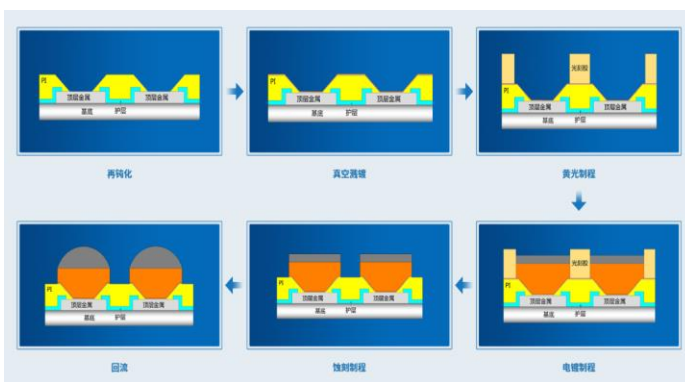 PI
顶层金属 顶层金属
基底 护层
再钝化
PI
顶层金属 顶层金属
基底 护层
真空溅镀
光刻胶
PI
顶层金属 顶层金属
基底 护层
黄光制程
PI
顶层金属 顶层金属
基底 护层
回流
PI
顶层金属 顶层金属
基底 护层
蚀刻制程
光刻胶
PI
顶层金属 顶层金属
基底 护层
电镀制程